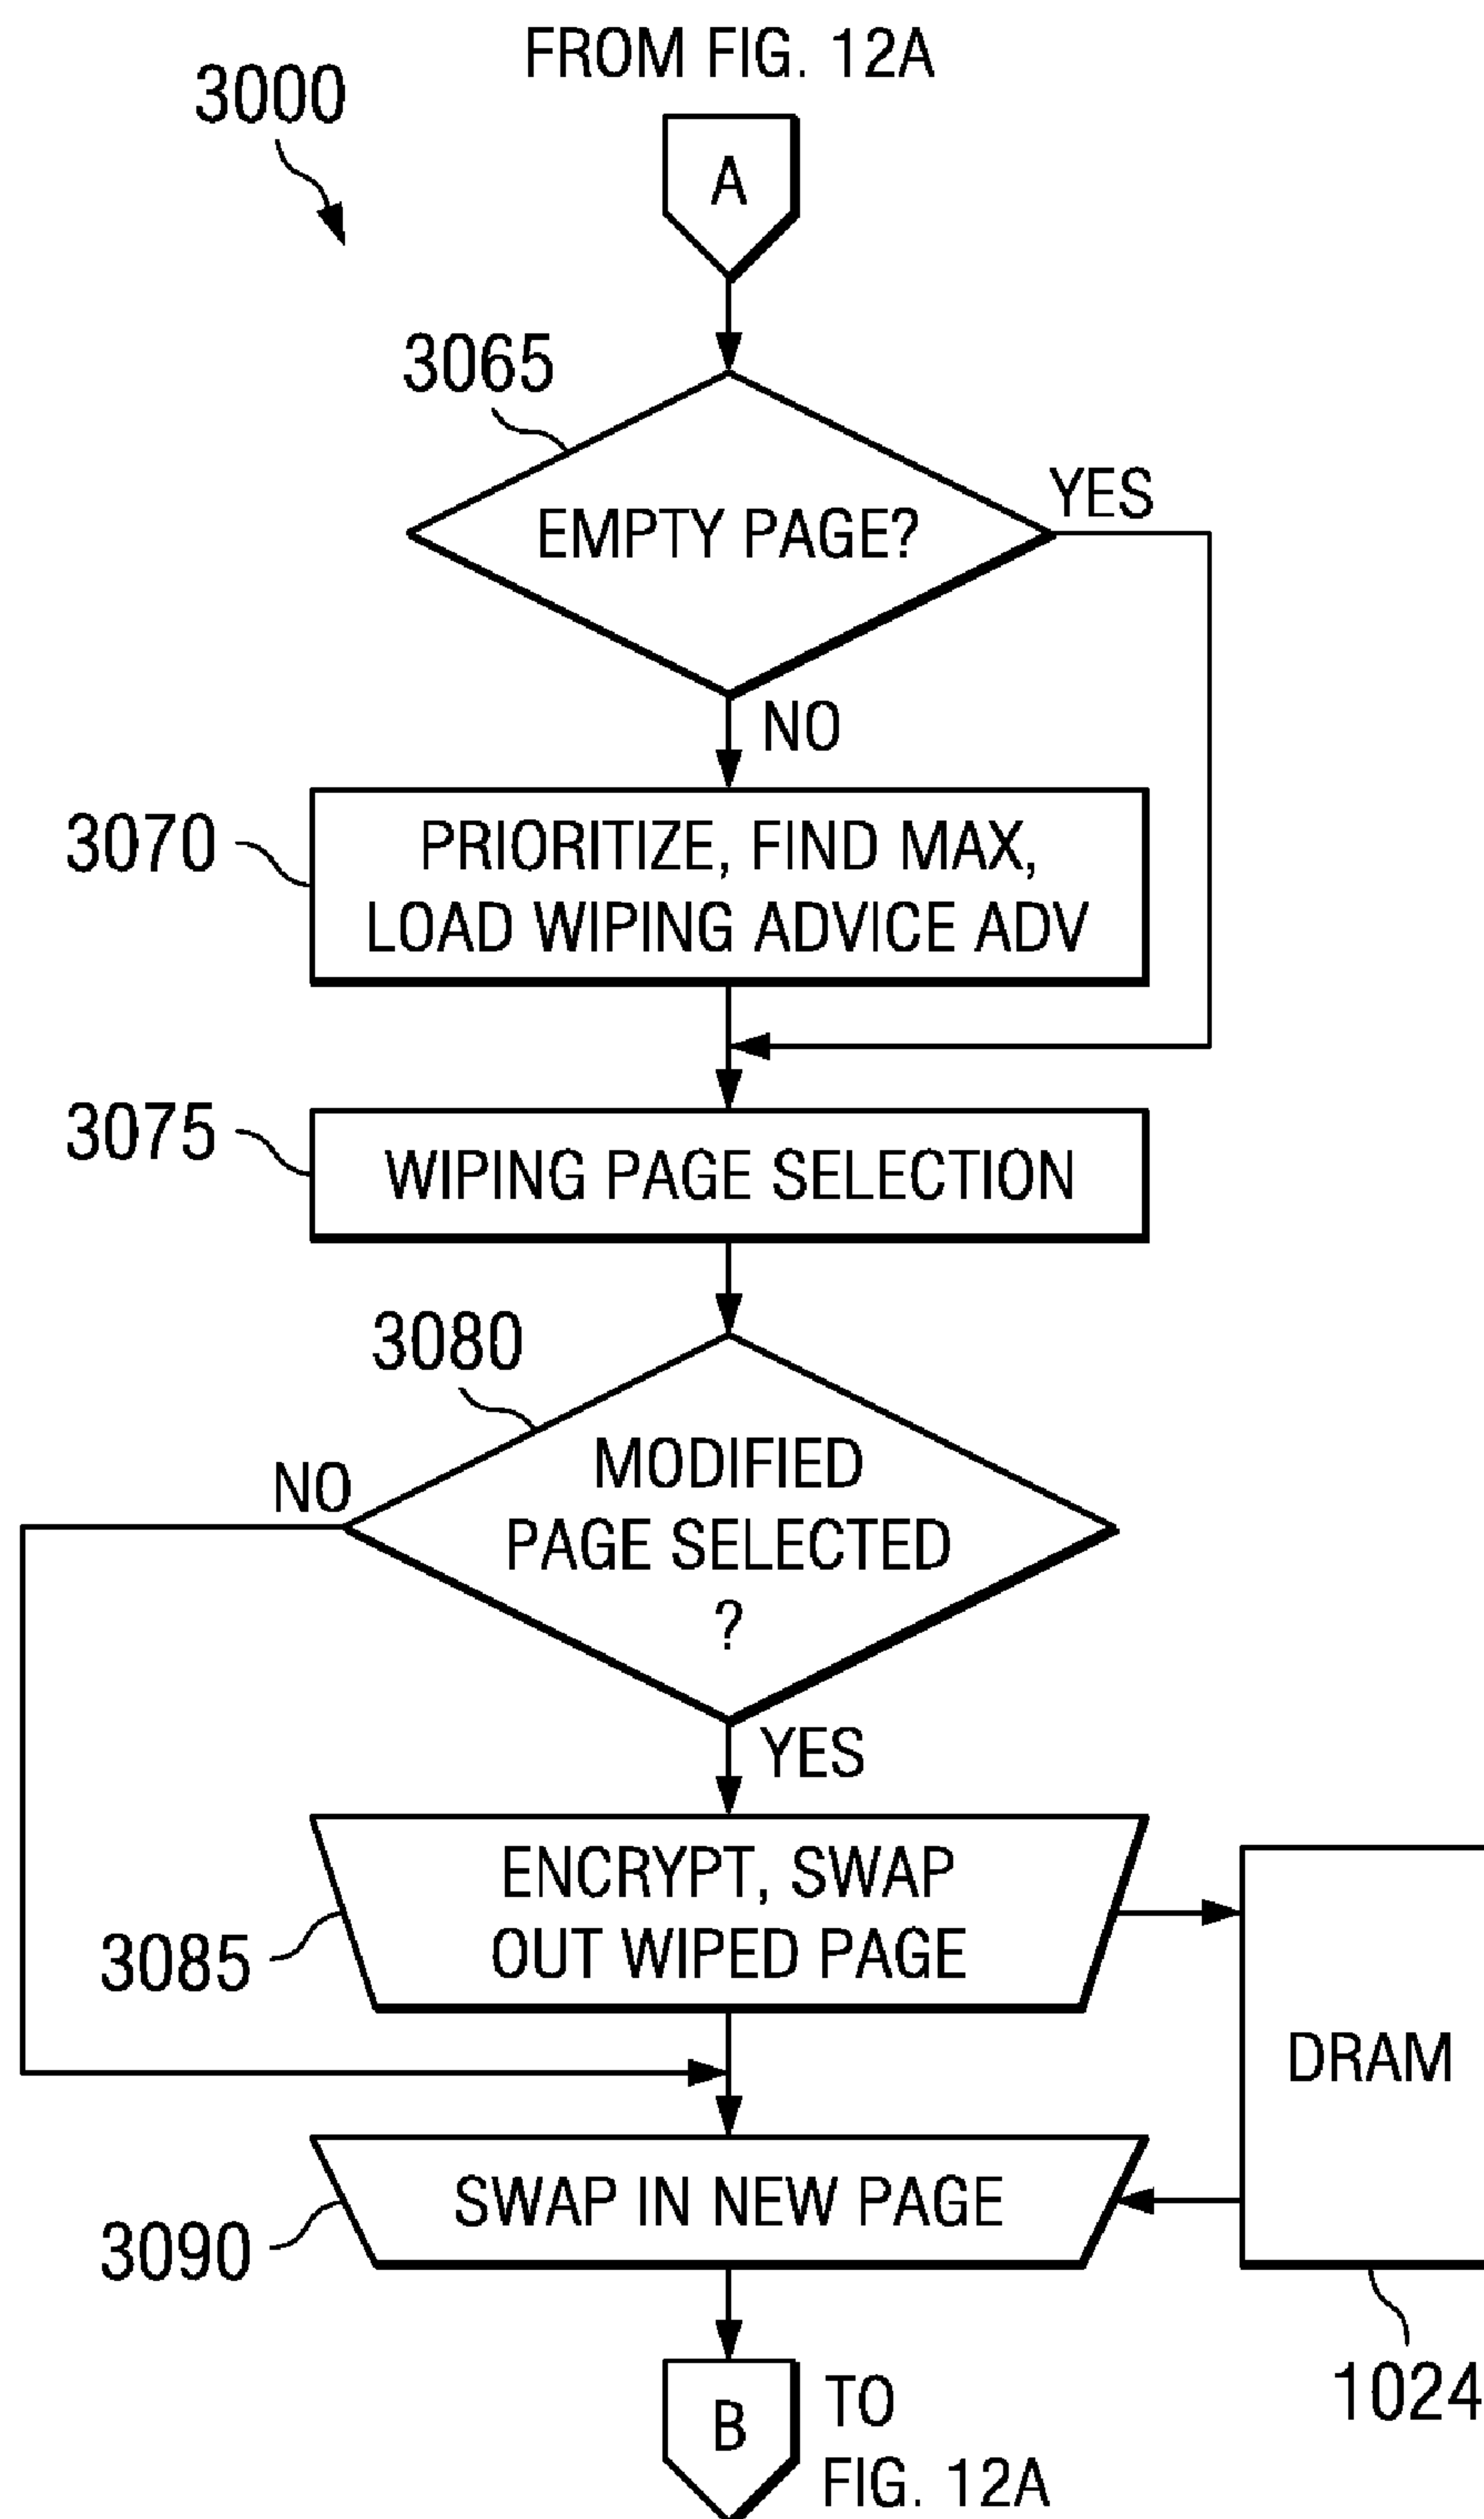 FROM FIG. 12A
3000
A
3065
EMPTY PAGE?
YES
NO
3070
PRIORITIZE, FIND MAX,
LOAD WIPING ADVICE ADV
3075
WIPING PAGE SELECTION
3080
NO
MODIFIED
PAGE SELECTED
?
YES
ENCRYPT, SWAP
OUT WIPED PAGE
3085
DRAM
SWAP IN NEW PAGE
3090
1024
B
TO
FIG. 12A